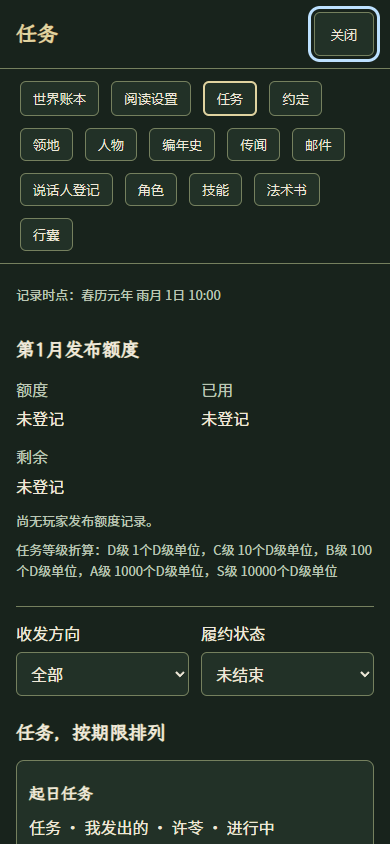 任务
关闭
世界账本
阅读设置
任务
约定
领地
人物
编年史
传闻
邮件
说话人登记
角色
技能
法术书
行囊
记录时点：春历元年 雨月 1日 10:00
第1月发布额度
额度
已用
未登记
未登记
剩余
未登记
尚无玩家发布额度记录。
任务等级折算：D级 1个D级单位，C级 10个D级单位，B级 100
个D级单位，A级 1000个D级单位，S级 10000个D级单位
收发方向
履约状态
全部
未结束
任务，按期限排列
起日任务
任务 · 我发出的 · 许苓 · 进行中